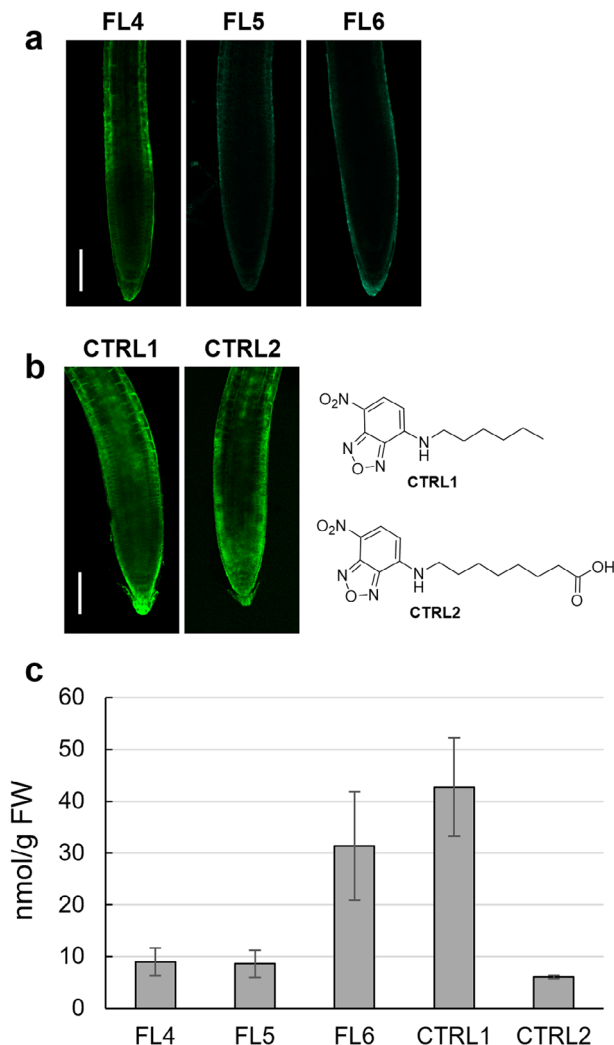 a
FL4 FL5 FL6
b
CTRL1 CTRL2
O₂N
N
H
N
O
N
CTRL1
O₂N
N
H
OH
O
N
O
N
CTRL2
c
60
50
40
30
20
10
0
nmol/g FW
FL4 FL5 FL6 CTRL1 CTRL2